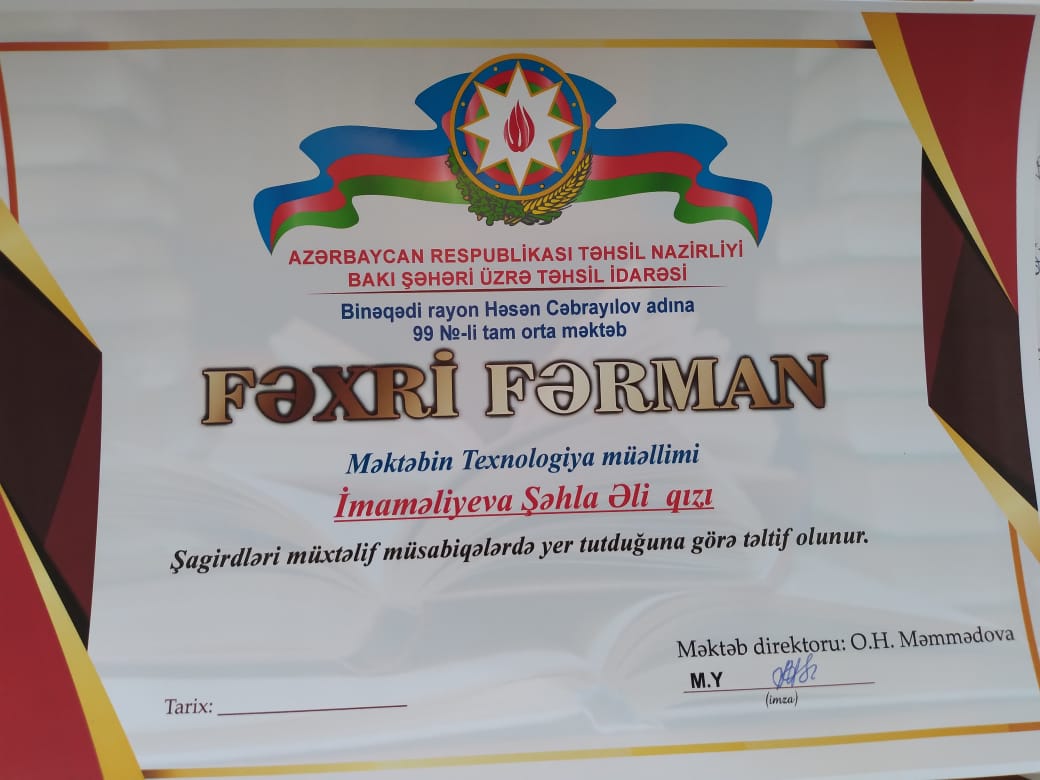 AZƏRBAYCAN RESPUBLİKASI TƏHSİL NAZİRLİYİ
BAKI ŞƏHƏRİ ÜZRƏ TƏHSİL İDARƏSİ
Binəqədi rayon Həsən Cəbrayılov adına
99 №-li tam orta məktəb
FƏXRİ FƏRMAN
Məktəbin Texnologiya müəllimi
İmaməliyeva Şəhla Əli qızı
Şagirdləri müxtəlif müsabiqələrdə yer tutduğuna görə təltif olunur.
Məktəb direktoru: O.H. Məmmədova
M.Y
(imza)
Tarix: